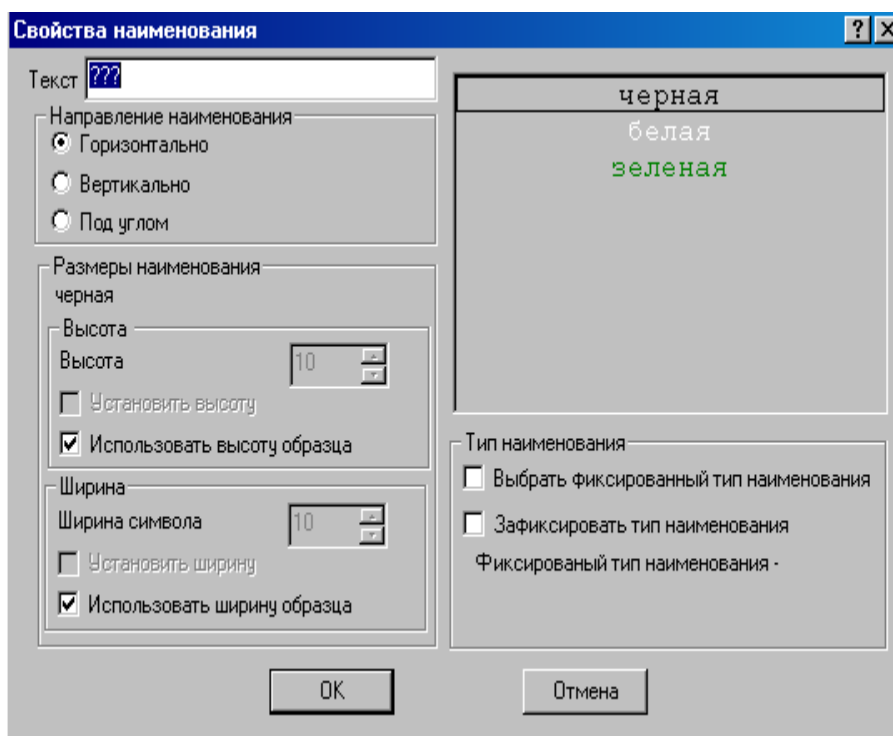 Свойства наименования
Текст ???
Направление наименования
Горизонтально
Вертикально
Под углом
Размеры наименования
черная
Высота
Высота 10
Установить высоту
Использовать высоту образца
Ширина
Ширина символа 10
Установить ширину
Использовать ширину образца
черная
белая
зеленая
Тип наименования
Выбрать фиксированный тип наименования
Зафиксировать тип наименования
Фиксированый тип наименования -
OK
Отмена